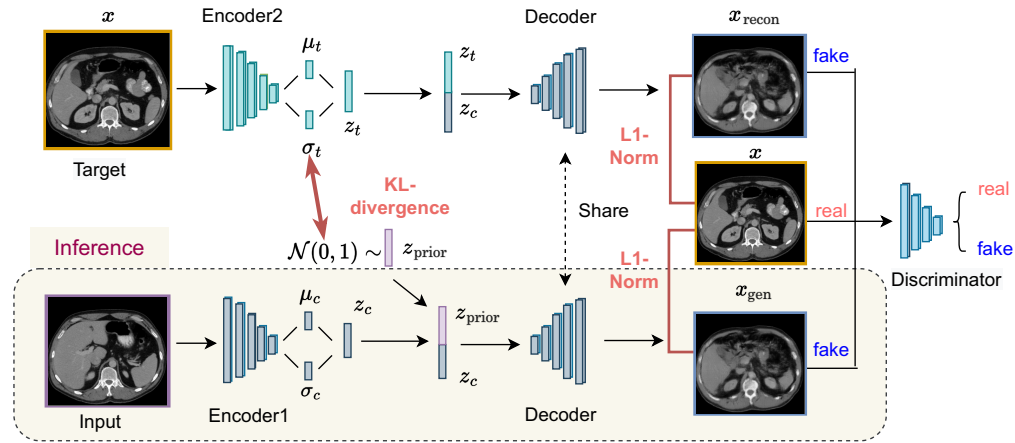 x
Encoder2
Decoder
x_recon
μ_t
z_t
fake
z_t
z_c
z_t
L1-
Norm
x
Target
σ_t
KL-
divergence
Share
real
real
fake
Inference
𝒩(0, 1) ∼
z_prior
L1-
Norm
Discriminator
x_gen
μ_c
z_c
z_prior
fake
z_c
σ_c
Input
Encoder1
Decoder